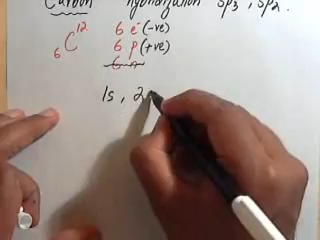 Carbon hybridization Sp3, Sp2.
6C12 6 e- (-ve)
6 p (+ve)
6 n
1s, 2